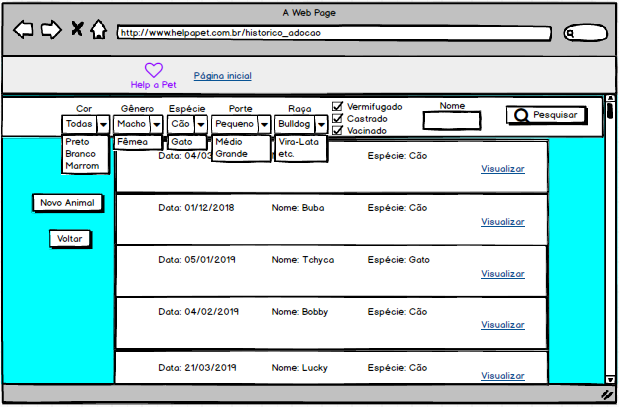 A Web Page
http://www.helpapet.com.br/historico_adocao
Help a Pet
Página inicial
Cor Gênero Espécie Porte Raça Nome
Todas Macho Cão Pequeno Bulldog
Vermifugado
Castrado
Vacinado
Pesquisar
Preto Fêmea Gato Médio Vira-Lata
Branco Grande etc.
Marrom
Data: 04/03 Espécie: Cão
Visualizar
Novo Animal
Data: 01/12/2018 Nome: Buba Espécie: Cão
Visualizar
Voltar
Data: 05/01/2019 Nome: Tchyca Espécie: Gato
Visualizar
Data: 04/02/2019 Nome: Bobby Espécie: Cão
Visualizar
Data: 21/03/2019 Nome: Lucky Espécie: Cão
Visualizar